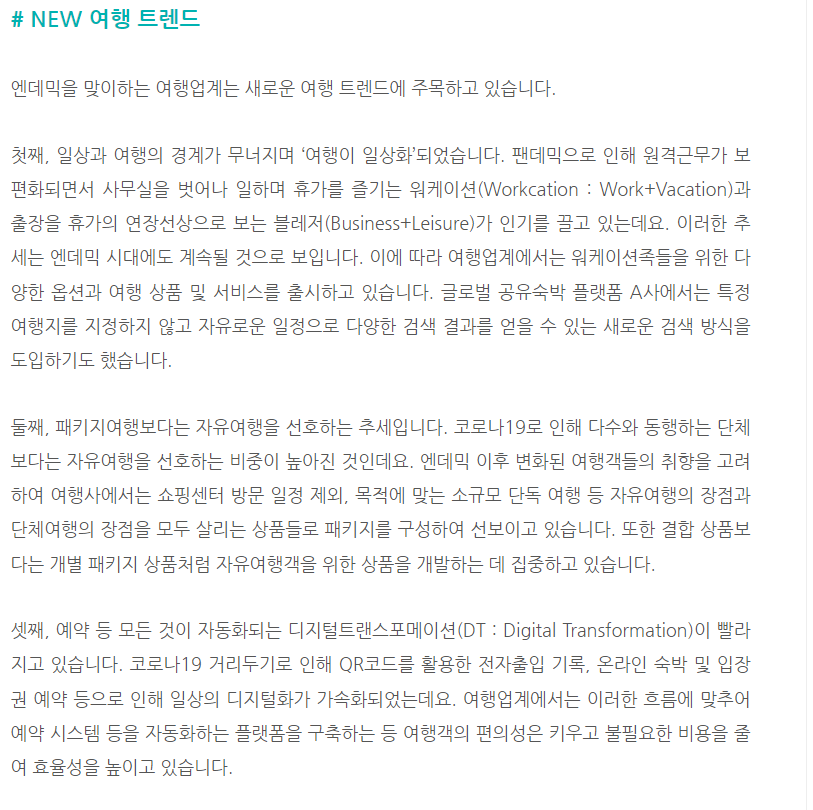 # NEW 여행 트렌드
엔데믹을 맞이하는 여행업계는 새로운 여행 트렌드에 주목하고 있습니다.
첫째, 일상과 여행의 경계가 무너지며 ‘여행이 일상화’되었습니다. 팬데믹으로 인해 원격근무가 보
편화되면서 사무실을 벗어나 일하며 휴가를 즐기는 워케이션(Workcation : Work+Vacation)과
출장을 휴가의 연장선상으로 보는 블레저(Business+Leisure)가 인기를 끌고 있는데요. 이러한 추
세는 엔데믹 시대에도 계속될 것으로 보입니다. 이에 따라 여행업계에서는 워케이션족들을 위한 다
양한 옵션과 여행 상품 및 서비스를 출시하고 있습니다. 글로벌 공유숙박 플랫폼 A사에서는 특정
여행지를 지정하지 않고 자유로운 일정으로 다양한 검색 결과를 얻을 수 있는 새로운 검색 방식을
도입하기도 했습니다.
둘째, 패키지여행보다는 자유여행을 선호하는 추세입니다. 코로나19로 인해 다수와 동행하는 단체
보다는 자유여행을 선호하는 비중이 높아진 것인데요. 엔데믹 이후 변화된 여행객들의 취향을 고려
하여 여행사에서는 쇼핑센터 방문 일정 제외, 목적에 맞는 소규모 단독 여행 등 자유여행의 장점과
단체여행의 장점을 모두 살리는 상품들로 패키지를 구성하여 선보이고 있습니다. 또한 결합 상품보
다는 개별 패키지 상품처럼 자유여행객을 위한 상품을 개발하는 데 집중하고 있습니다.
셋째, 예약 등 모든 것이 자동화되는 디지털트랜스포메이션(DT : Digital Transformation)이 빨라
지고 있습니다. 코로나19 거리두기로 인해 QR코드를 활용한 전자출입 기록, 온라인 숙박 및 입장
권 예약 등으로 인해 일상의 디지털화가 가속화되었는데요. 여행업계에서는 이러한 흐름에 맞추어
예약 시스템 등을 자동화하는 플랫폼을 구축하는 등 여행객의 편의성은 키우고 불필요한 비용을 줄
여 효율성을 높이고 있습니다.